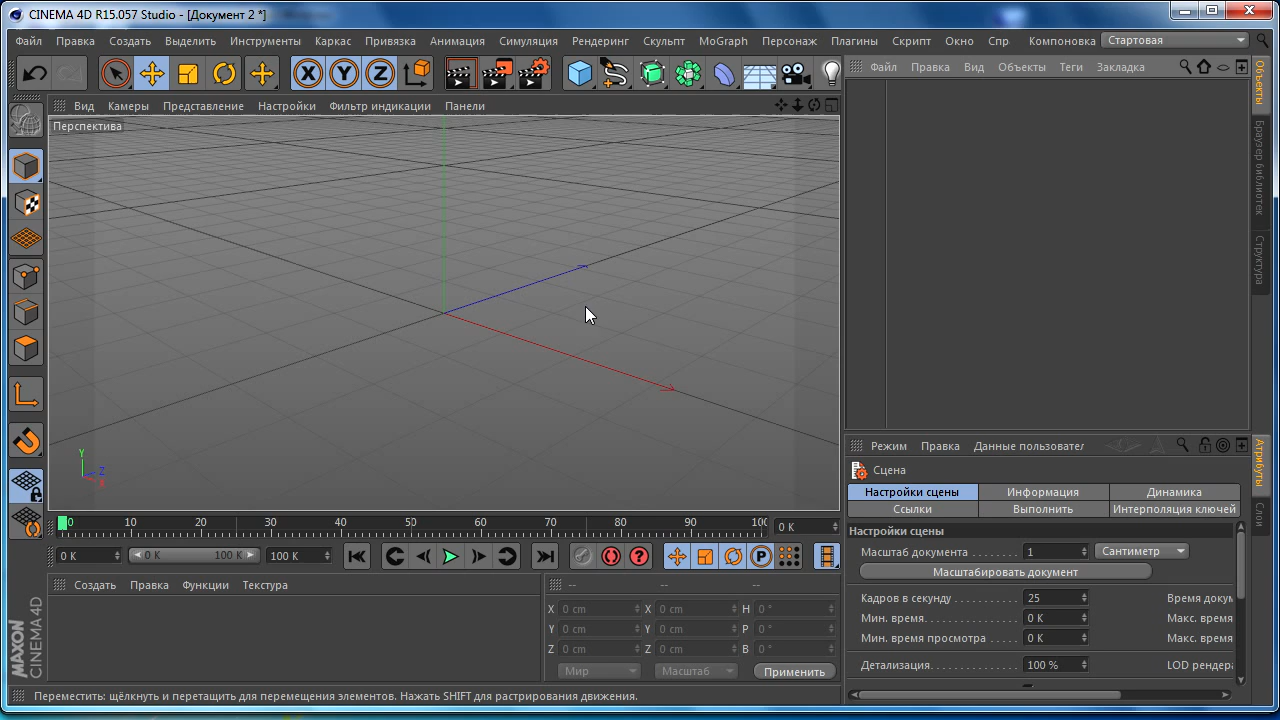 CINEMA 4D R15.057 Studio - [Документ 2 *]
Файл Правка Создать Выделить Инструменты Каркас Привязка Анимация Симуляция Рендеринг Скульпт MoGraph Персонаж Плагины Скрипт Окно Спр Компоновка Стартовая
X Y Z
Файл Правка Вид Объекты Теги Закладка
Вид Камеры Представление Настройки Фильтр индикации Панели
Перспектива
Объекты
Браузер библиотек
Структура
Y
Z
X
Режим Правка Данные пользовател
Атрибуты
Слои
Сцена
Настройки сцены Информация Динамика
Ссылки Выполнить Интерполяция ключей
Настройки сцены
Масштаб документа 1 Сантиметр
Масштабировать документ
Кадров в секунду 25 Время докум
Мин. время 0 K Макс. время
Мин. время просмотра 0 K Макс. время
Детализация 100 % LOD рендера
0 10 20 30 40 50 60 70 80 90 100 0 K
0 K 0 K 100 K 100 K
P
Создать Правка Функции Текстура
-- -- --
X 0 cm X 0 cm H 0 °
Y 0 cm Y 0 cm P 0 °
Z 0 cm Z 0 cm B 0 °
Мир Масштаб Применить
MAXON
CINEMA 4D
Переместить: щёлкнуть и перетащить для перемещения элементов. Нажать SHIFT для растрирования движения.